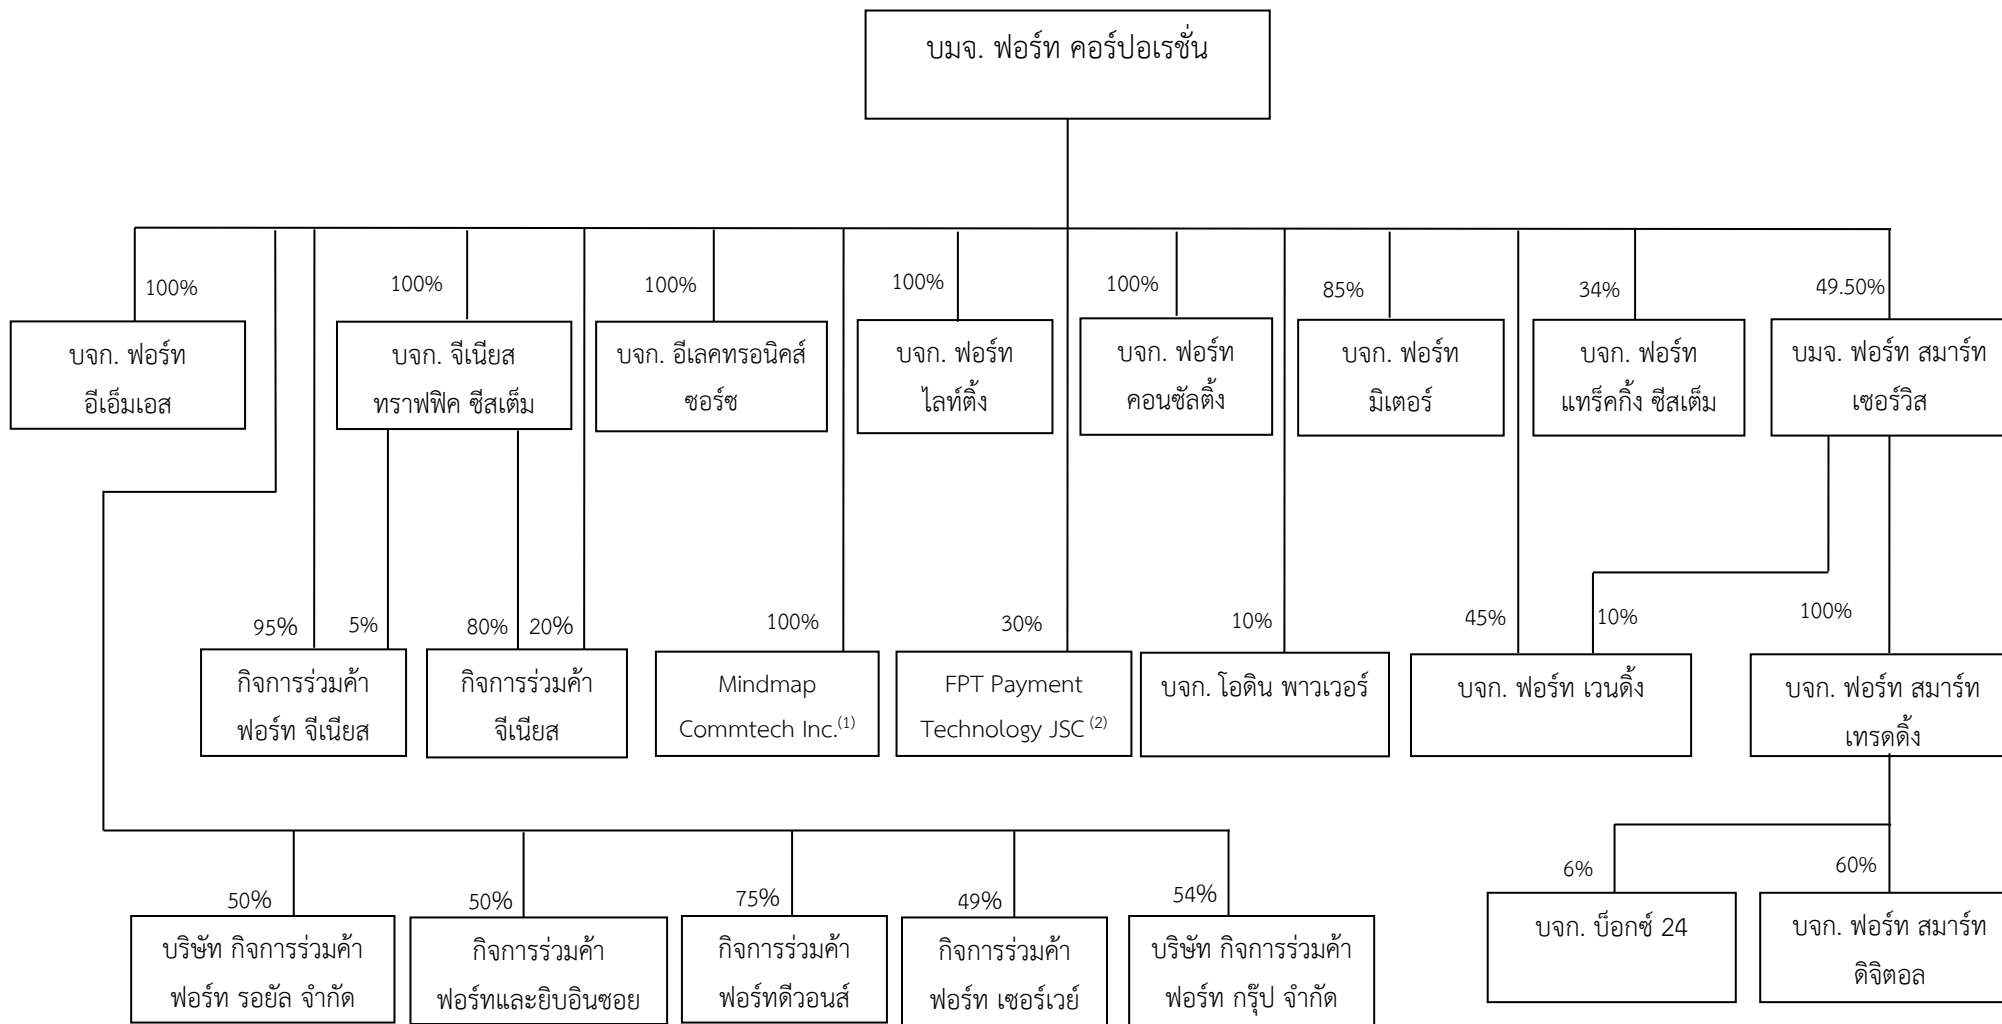 บมจ. ฟอร์ท คอร์ปอเรชั่น
100%
100%
100%
100%
100%
85%
34%
49.50%
บจก. ฟอร์ท
อีเอ็มเอส
บจก. จีเนียส
ทราฟฟิค ซีสเต็ม
บจก. อีเลคทรอนิคส์
ซอร์ซ
บจก. ฟอร์ท
ไลท์ติ้ง
บจก. ฟอร์ท
คอนซัลติ้ง
บจก. ฟอร์ท
มิเตอร์
บจก. ฟอร์ท
แทร็คกิ้ง ซีสเต็ม
บมจ. ฟอร์ท สมาร์ท
เซอร์วิส
95%
5%
80%
20%
100%
30%
10%
45%
10%
100%
กิจการร่วมค้า
ฟอร์ท จีเนียส
กิจการร่วมค้า
จีเนียส
Mindmap
Commtech Inc.(1)
FPT Payment
Technology JSC (2)
บจก. โอดิน พาวเวอร์
บจก. ฟอร์ท เวนดิ้ง
บจก. ฟอร์ท สมาร์ท
เทรดดิ้ง
50%
50%
75%
49%
54%
6%
60%
บริษัท กิจการร่วมค้า
ฟอร์ท รอยัล จำกัด
กิจการร่วมค้า
ฟอร์ทและยิบอินซอย
กิจการร่วมค้า
ฟอร์ทดีวอนส์
กิจการร่วมค้า
ฟอร์ท เซอร์เวย์
บริษัท กิจการร่วมค้า
ฟอร์ท กรุ๊ป จำกัด
บจก. บ็อกซ์ 24
บจก. ฟอร์ท สมาร์ท
ดิจิตอล